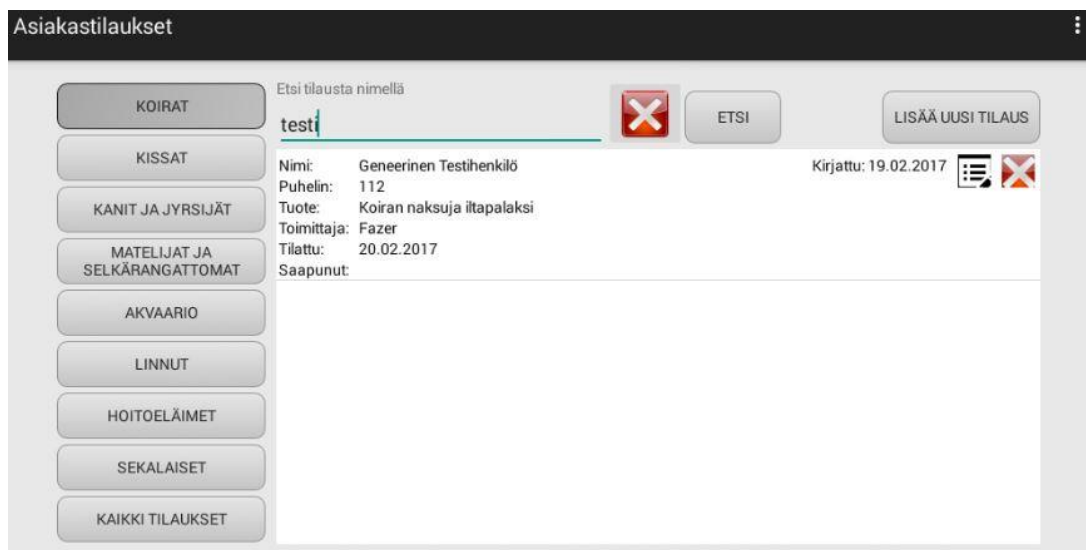 Asiakastilaukset
KOIRAT
KISSAT
KANIT JA JYRSIJÄT
MATELIJAT JA
SELKÄRANGATTOMAT
AKVAARIO
LINNUT
HOITOELÄIMET
SEKALAISET
KAIKKI TILAUKSET
Etsi tilausta nimellä
testi
ETSI
LISÄÄ UUSI TILAUS
Nimi: Geneerinen Testihenkilö
Kirjattu: 19.02.2017
Puhelin: 112
Tuote: Koiran naksuja iltapalaksi
Toimittaja: Fazer
Tilattu: 20.02.2017
Saapunut: